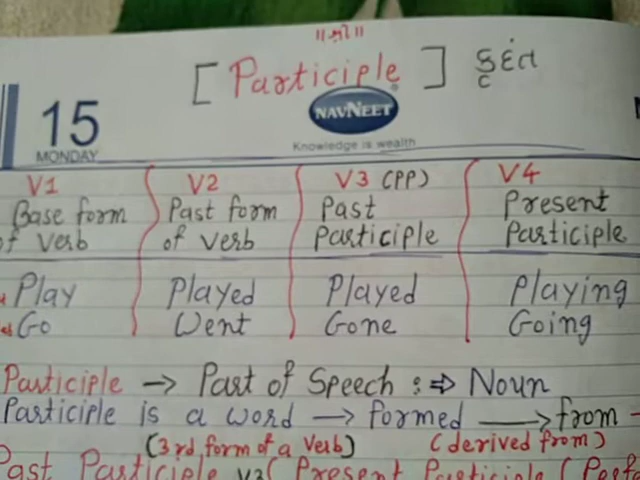 ॥ श्री ॥
[ Participle ] કૃદંત
15
NAVNEET
MONDAY
Knowledge is wealth
V1 V2 V3 (PP) V4
Base form Past form Past Present
of verb of verb Participle Participle
Play Played Played Playing
Go Went Gone Going
Participle → Part of Speech :⇒ Noun
Participle is a word → formed → from
(3rd form of a verb) (derived from)
Past Participle V3 ( Present Participle (